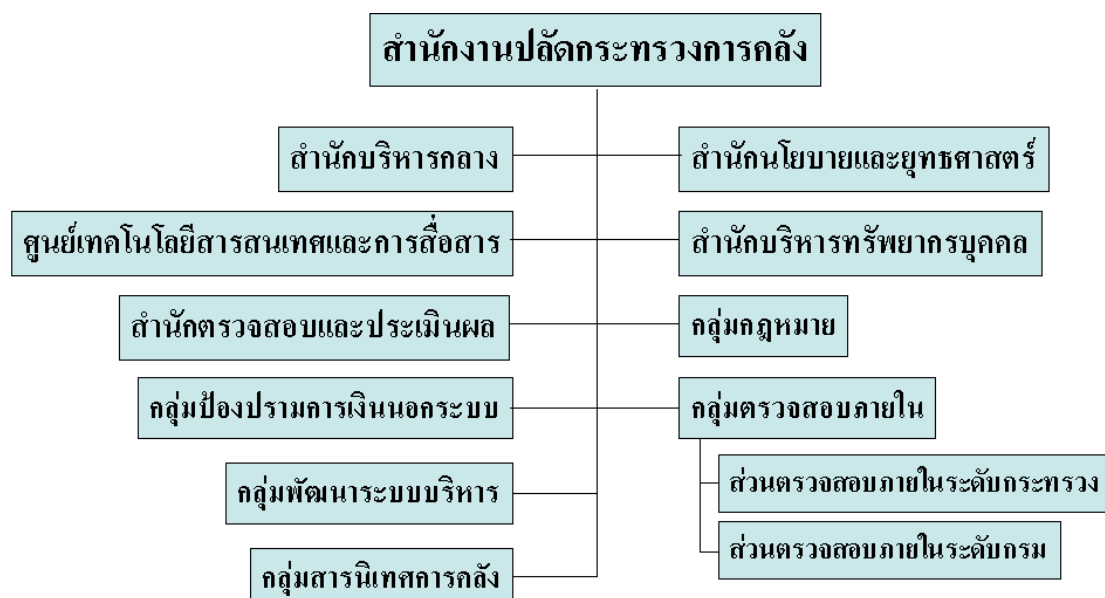 สำนักงานปลัดกระทรวงการคลัง
สำนักบริหารกลาง
สำนักนโยบายและยุทธศาสตร์
ศูนย์เทคโนโลยีสารสนเทศและการสื่อสาร
สำนักบริหารทรัพยากรบุคคล
สำนักตรวจสอบและประเมินผล
กลุ่มกฎหมาย
กลุ่มป้องปรามการเงินนอกระบบ
กลุ่มตรวจสอบภายใน
กลุ่มพัฒนาระบบบริหาร
ส่วนตรวจสอบภายในระดับกระทรวง
ส่วนตรวจสอบภายในระดับกรม
กลุ่มสารนิเทศการคลัง